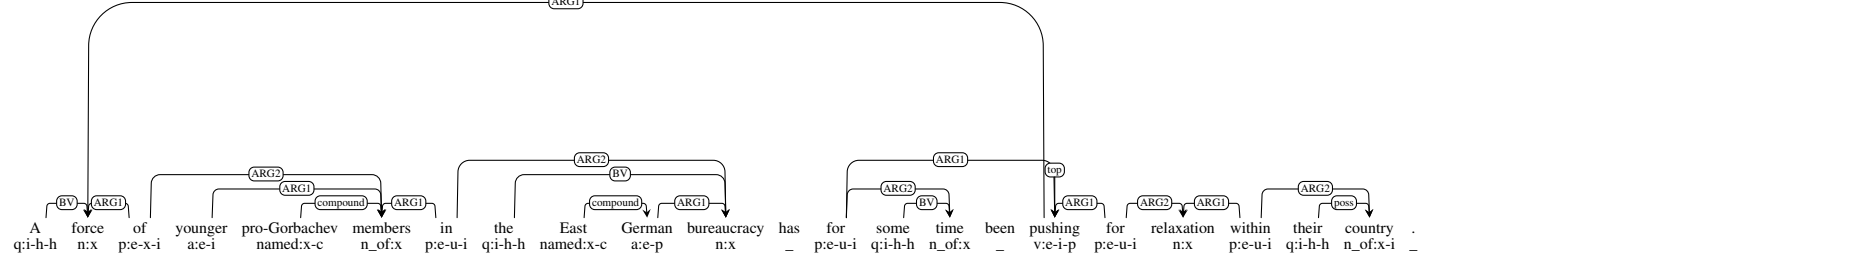 ARG1
ARG2 BV ARG1
ARG2 top
ARG1 ARG2 ARG2
BV ARG1 compound ARG1 compound ARG1 BV ARG1 ARG2 ARG1 poss
A force of younger pro-Gorbachev members in the East German bureaucracy has for some time been pushing for relaxation within their country .
q:i-h-h n:x p:e-x-i a:e-i named:x-c n_of:x p:e-u-i q:i-h-h named:x-c a:e-p n:x _ p:e-u-i q:i-h-h n_of:x _ v:e-i-p p:e-u-i n:x p:e-u-i q:i-h-h n_of:x-i _